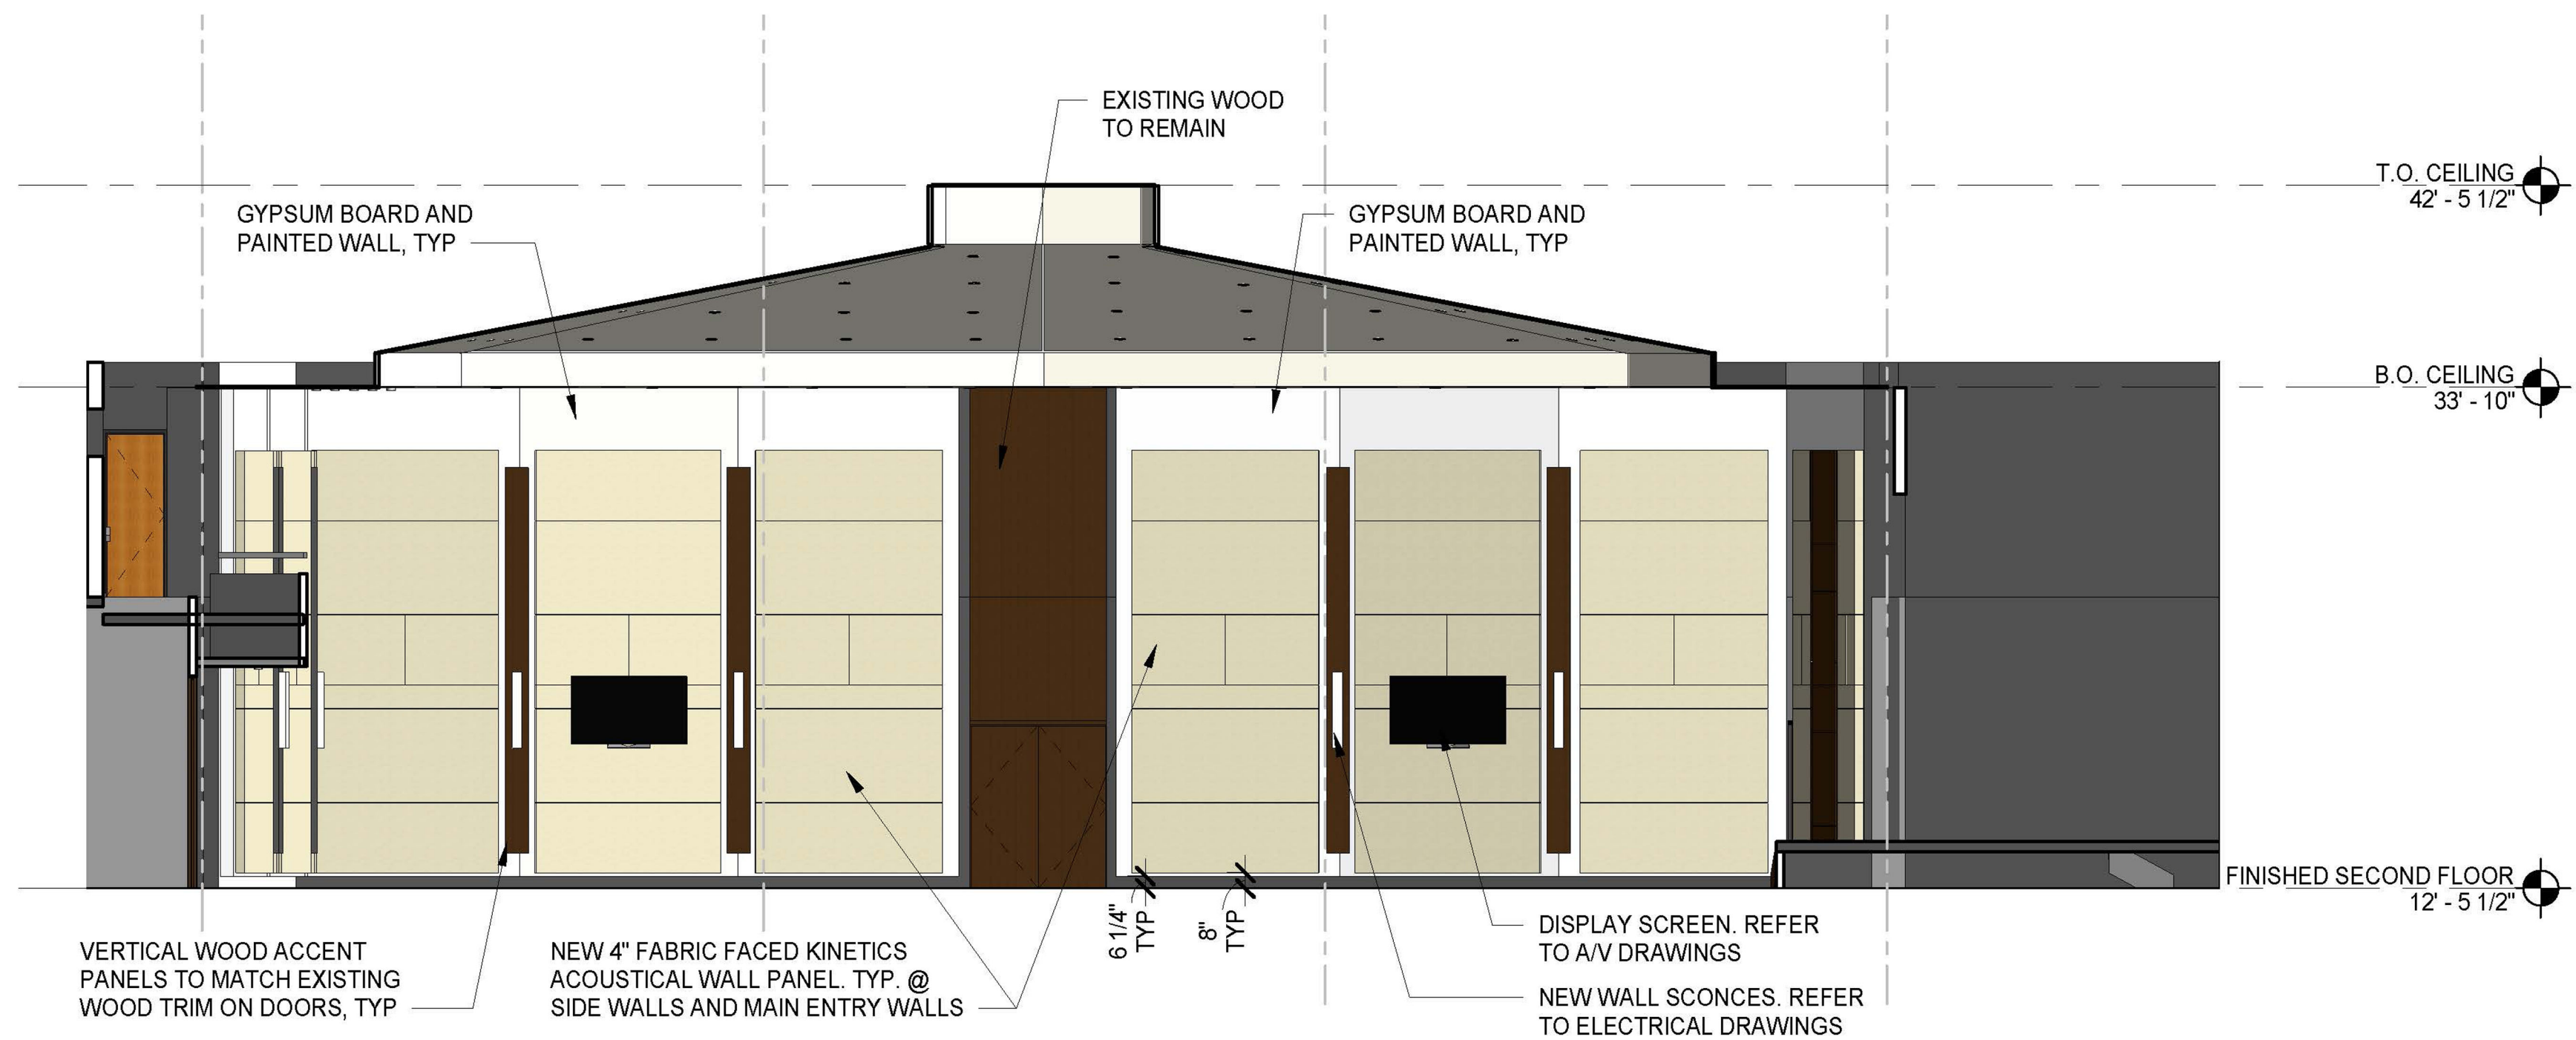 EXISTING WOOD
TO REMAIN
T.O. CEILING
42' - 5 1/2"
GYPSUM BOARD AND
PAINTED WALL, TYP
GYPSUM BOARD AND
PAINTED WALL, TYP
B.O. CEILING
33' - 10"
FINISHED SECOND FLOOR
12' - 5 1/2"
6 1/4"
TYP
8"
TYP
VERTICAL WOOD ACCENT
PANELS TO MATCH EXISTING
WOOD TRIM ON DOORS, TYP
NEW 4" FABRIC FACED KINETICS
ACOUSTICAL WALL PANEL. TYP. @
SIDE WALLS AND MAIN ENTRY WALLS
DISPLAY SCREEN. REFER
TO A/V DRAWINGS
NEW WALL SCONCES. REFER
TO ELECTRICAL DRAWINGS